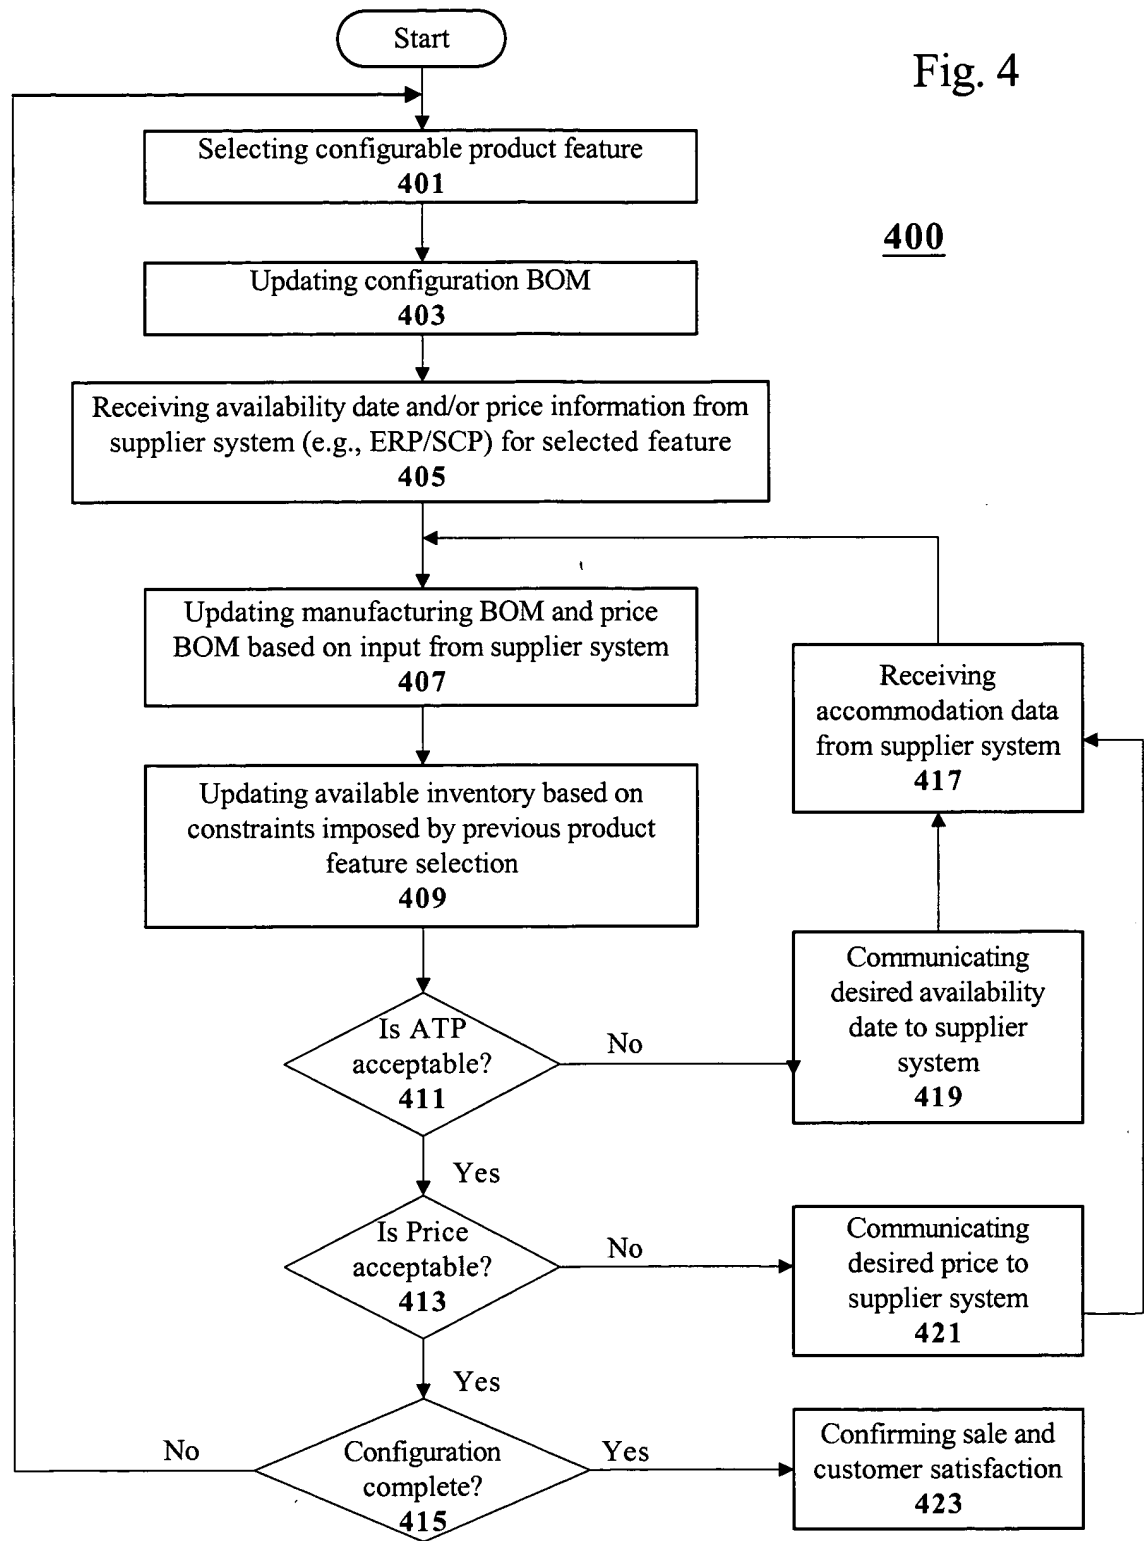 Start
Fig. 4
Selecting configurable product feature
401
400
Updating configuration BOM
403
Receiving availability date and/or price information from
supplier system (e.g., ERP/SCP) for selected feature
405
Updating manufacturing BOM and price
BOM based on input from supplier system
407
Receiving
accommodation data
from supplier system
417
Updating available inventory based on
constraints imposed by previous product
feature selection
409
Communicating
desired availability
date to supplier
system
419
Is ATP
acceptable?
411
No
Yes
Is Price
acceptable?
413
No
Communicating
desired price to
supplier system
421
Yes
Configuration
complete?
415
No
Yes
Confirming sale and
customer satisfaction
423